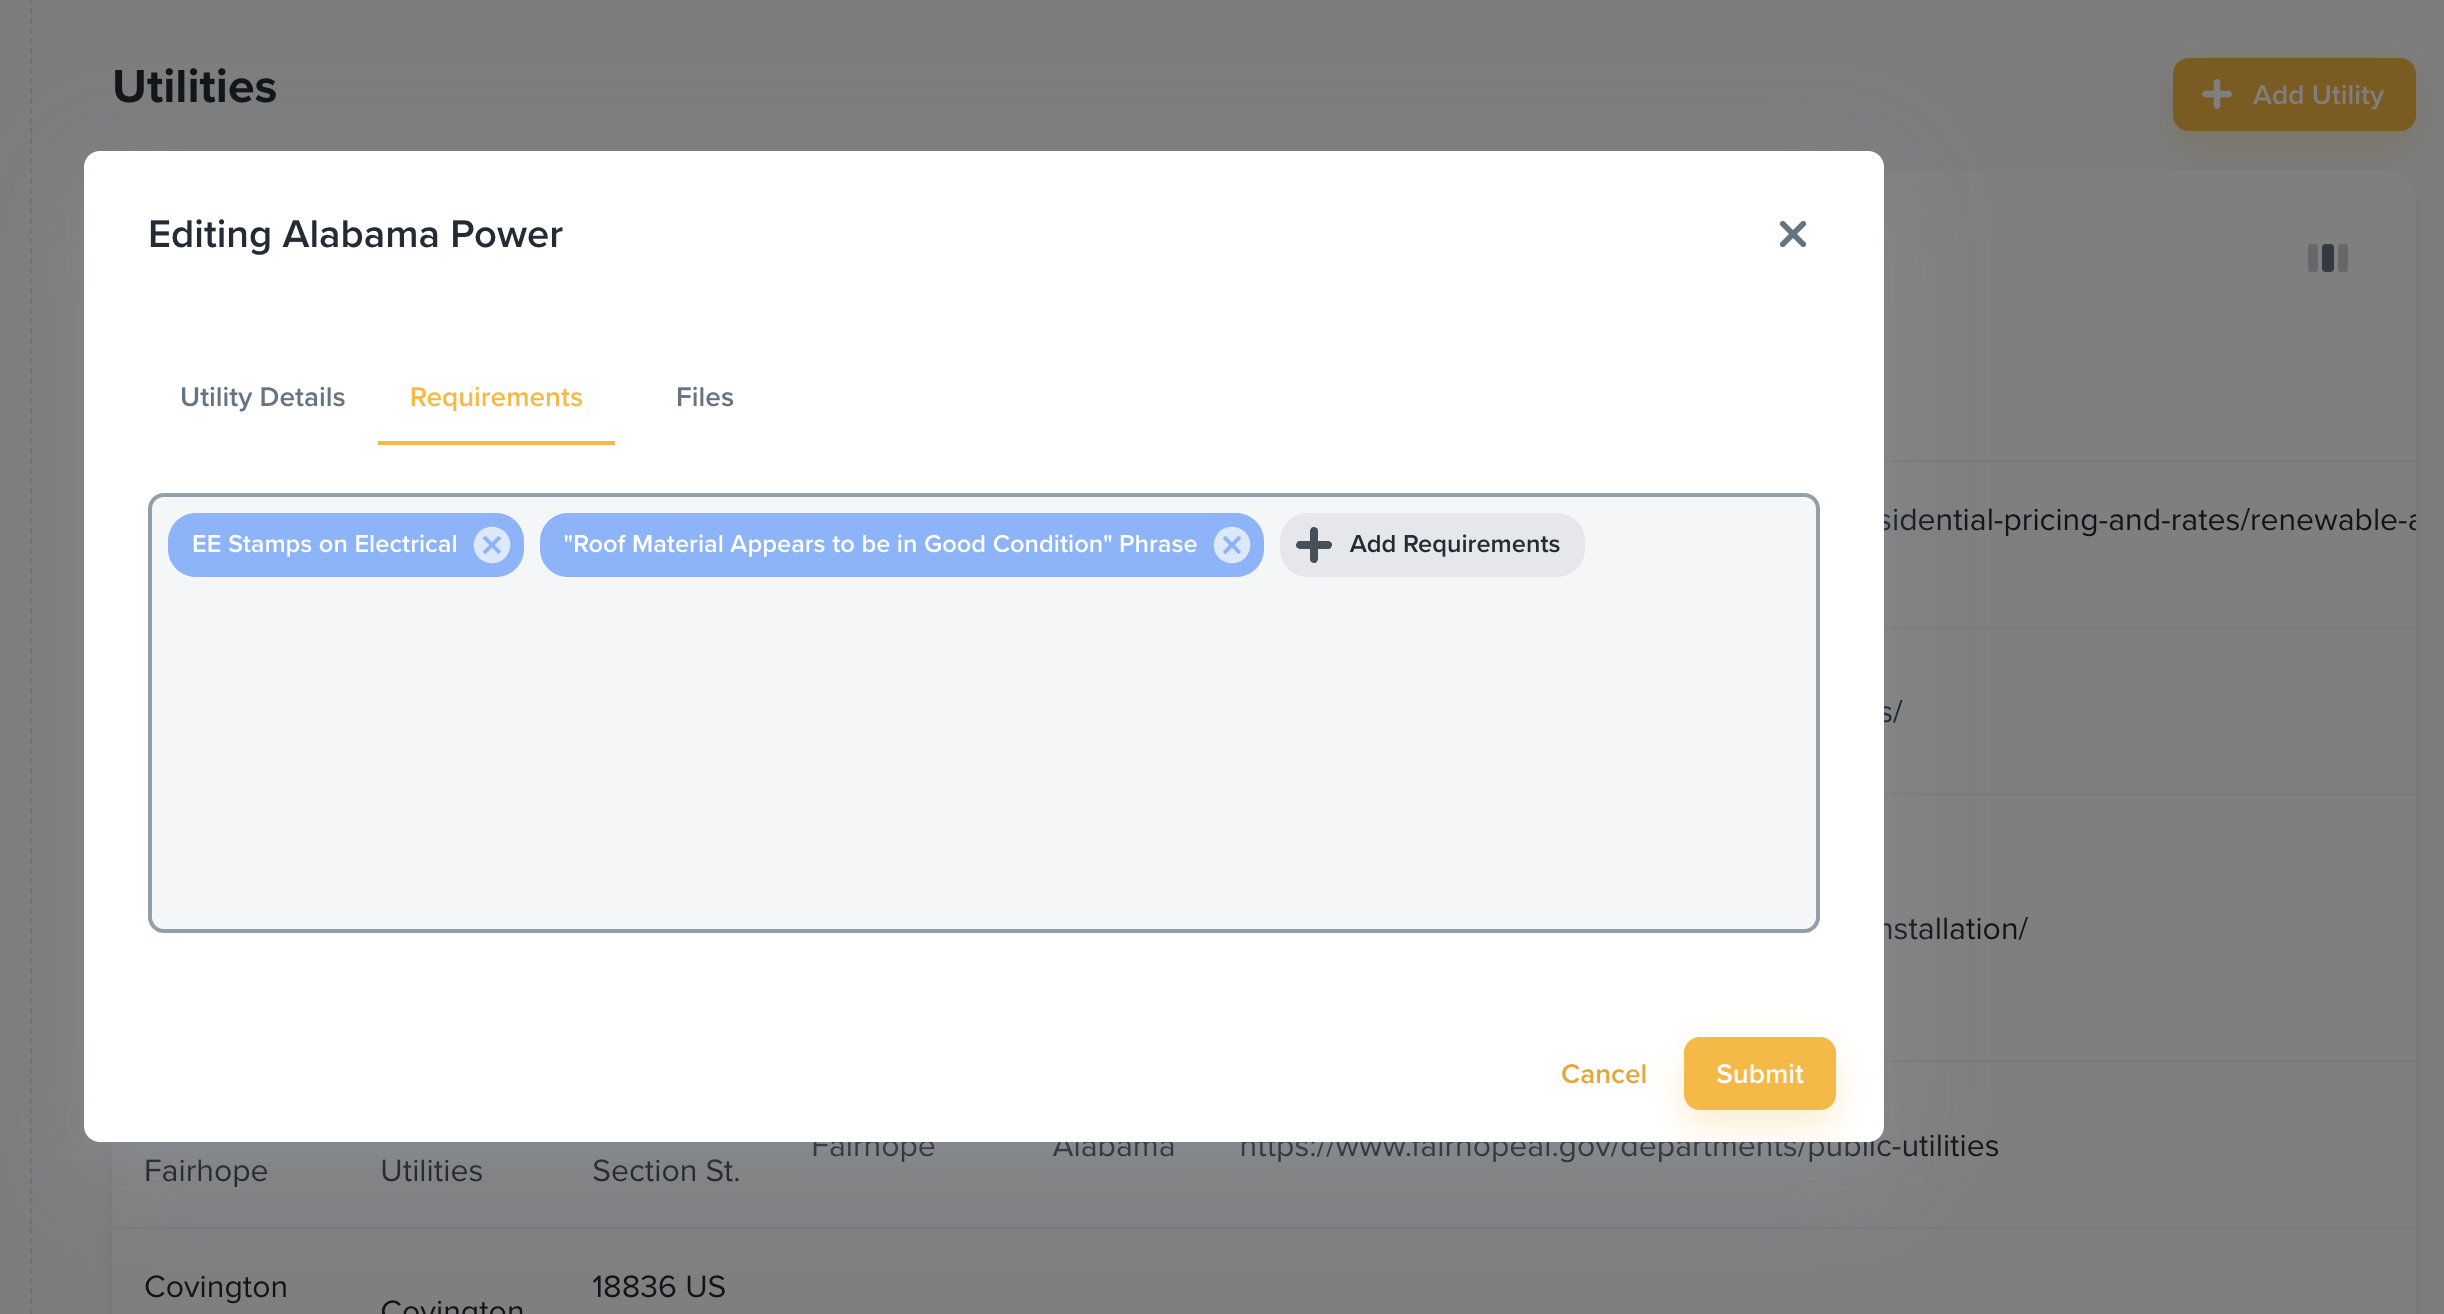 Utilities
Add Utility
Editing Alabama Power
Utility Details
Requirements
Files
EE Stamps on Electrical
"Roof Material Appears to be in Good Condition" Phrase
Add Requirements
sidential-pricing-and-rates/renewable-a
s/
nstallation/
Cancel
Submit
Fairhope Alabama https://www.fairhopeal.gov/departments/public-utilities
Fairhope Utilities Section St.
Covington 18836 US
Covington